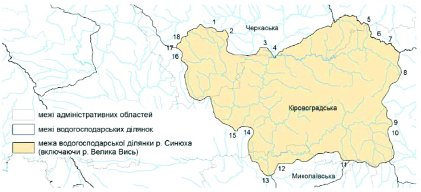 Черкаська
1
2
3
4
5
6
7
8
18
17
16
Кіровоградська
9
10
15
14
11
12
13
Миколаївська
межі адміністративних областей
межі водогосподарських ділянок
межа водогосподарської ділянки р. Синюха
(включаючи р. Велика Вись)